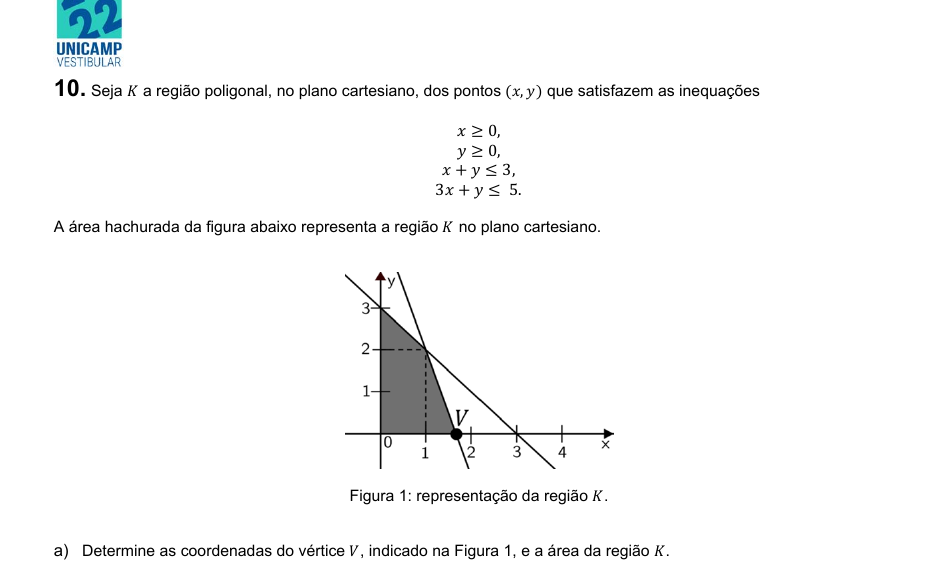 22
UNICAMP
VESTIBULAR
10. Seja K a região poligonal, no plano cartesiano, dos pontos (x, y) que satisfazem as inequações
x ≥ 0,
y ≥ 0,
x + y ≤ 3,
3x + y ≤ 5.
A área hachurada da figura abaixo representa a região K no plano cartesiano.
y
3
2
1
V
0
1
2
3
4
x
Figura 1: representação da região K.
a) Determine as coordenadas do vértice V, indicado na Figura 1, e a área da região K.